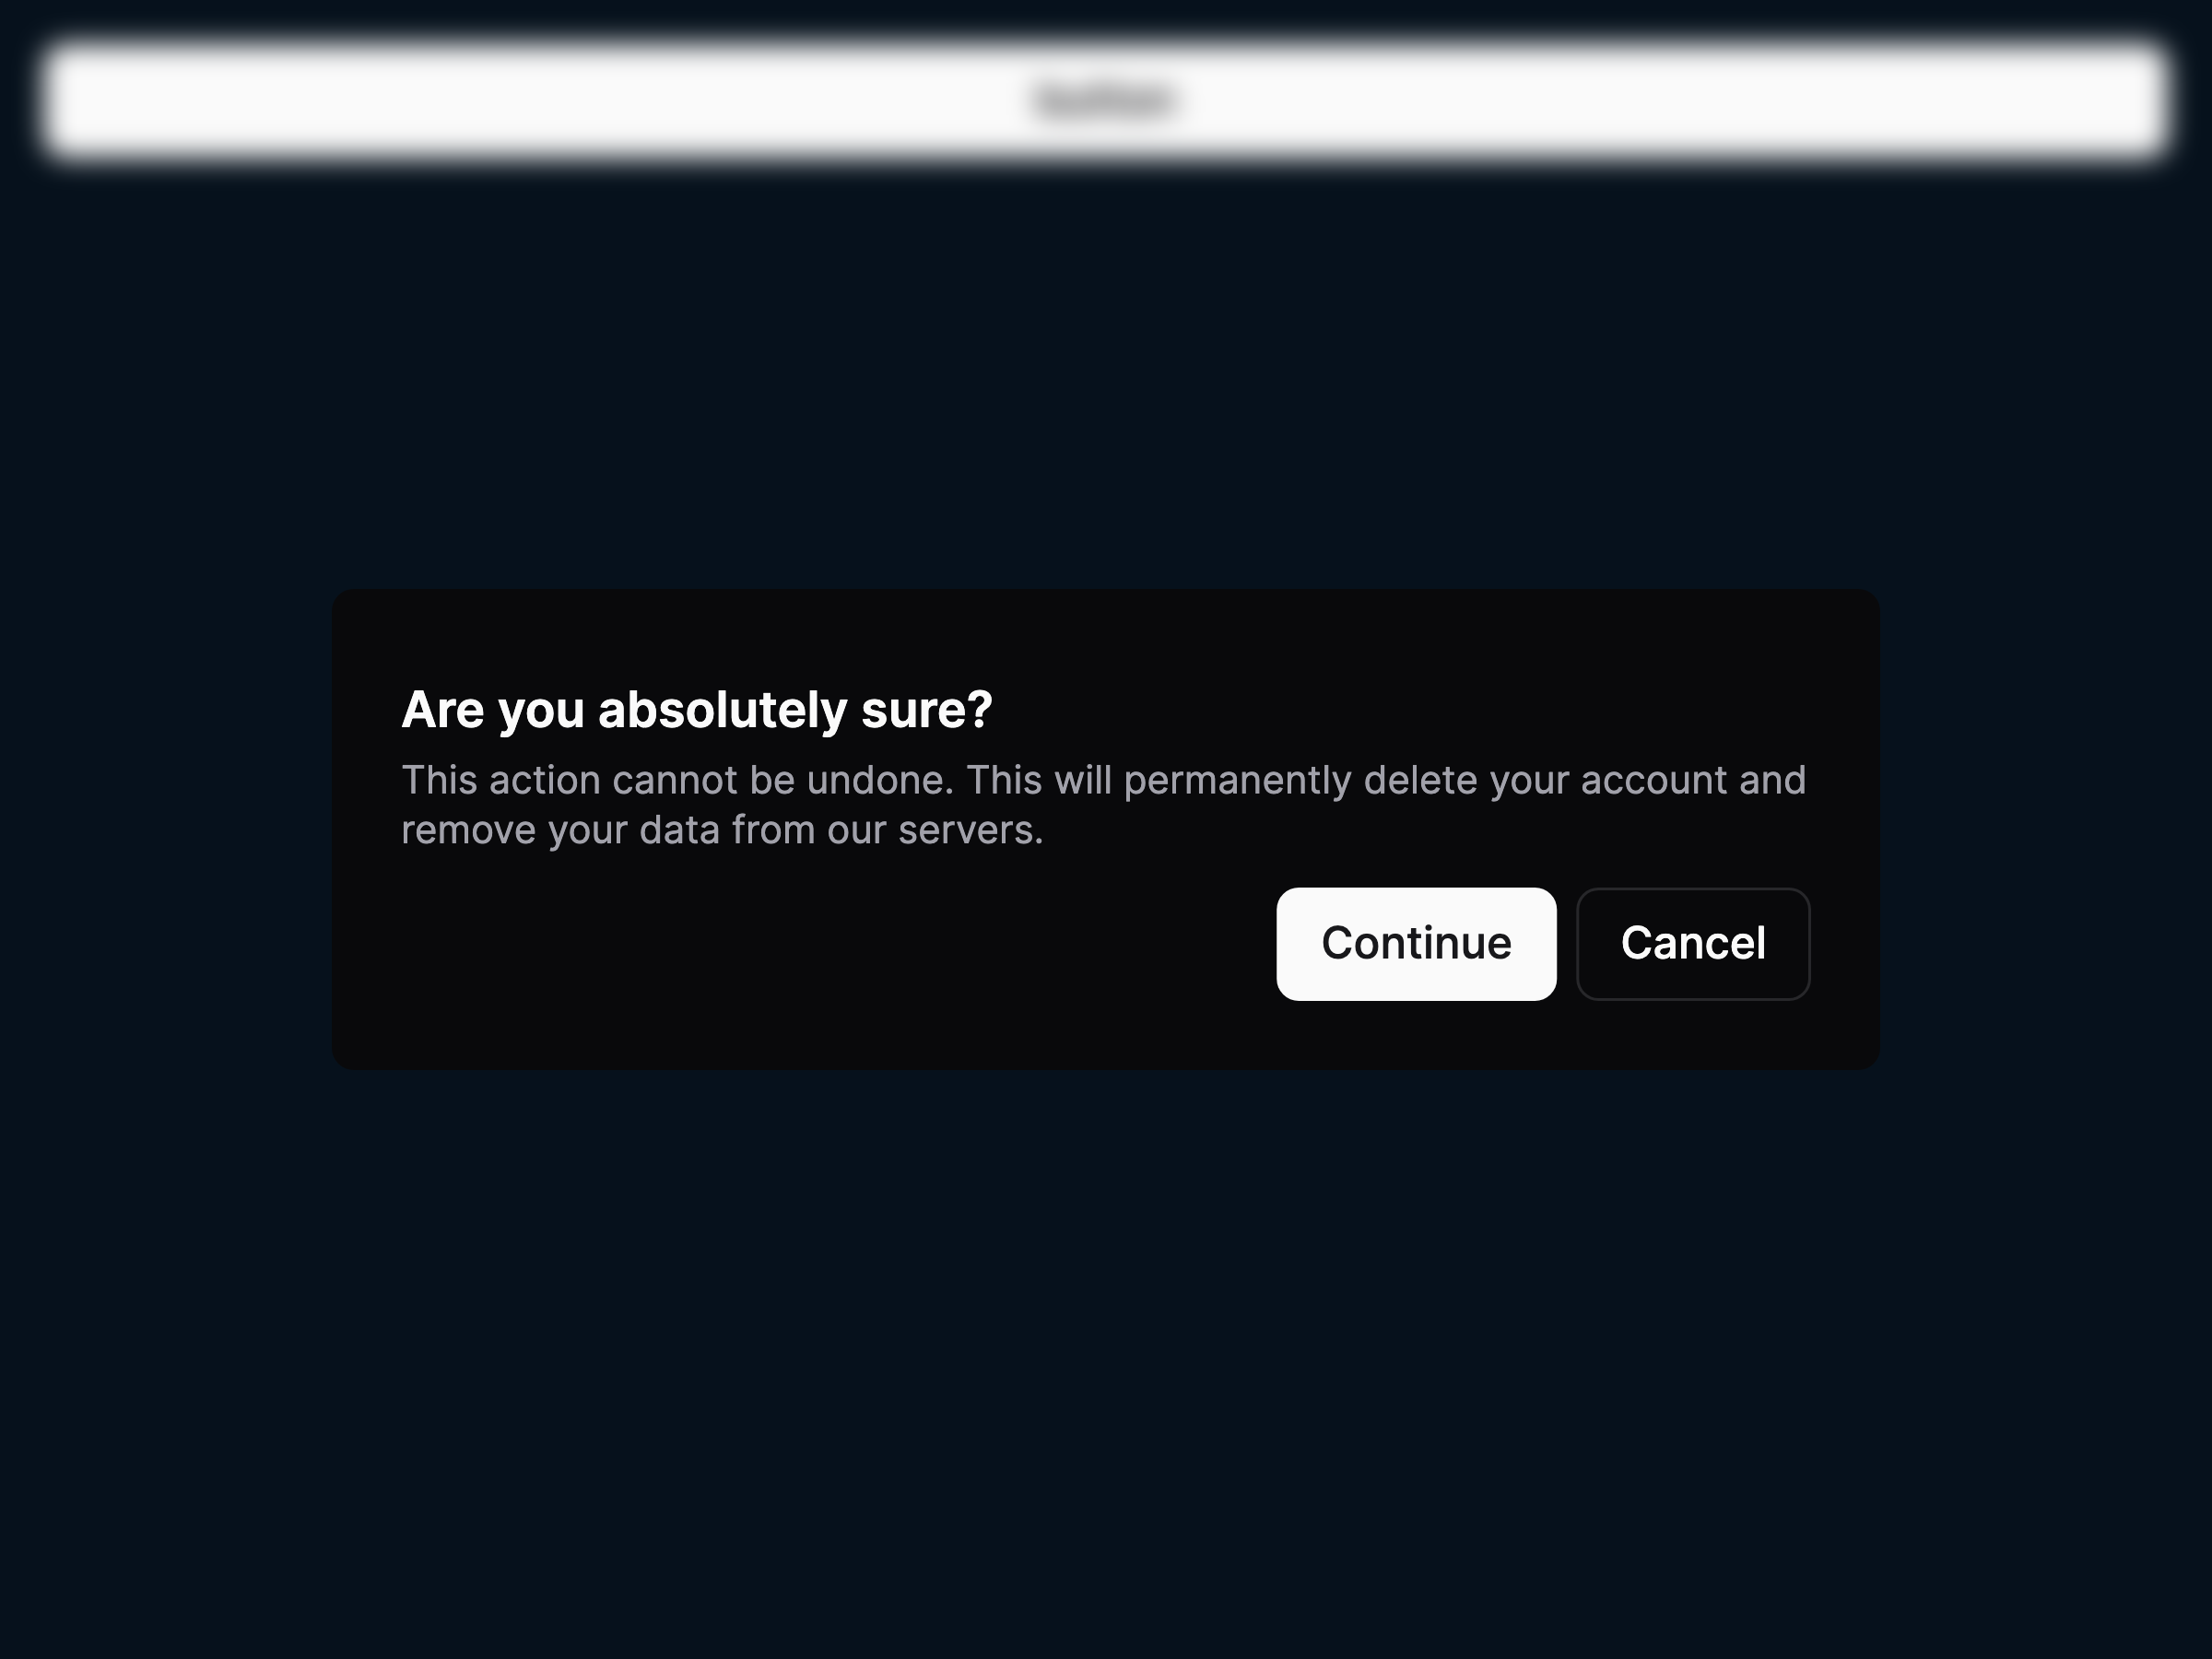 Are you absolutely sure?
This action cannot be undone. This will permanently delete your account and
remove your data from our servers.
Continue
Cancel